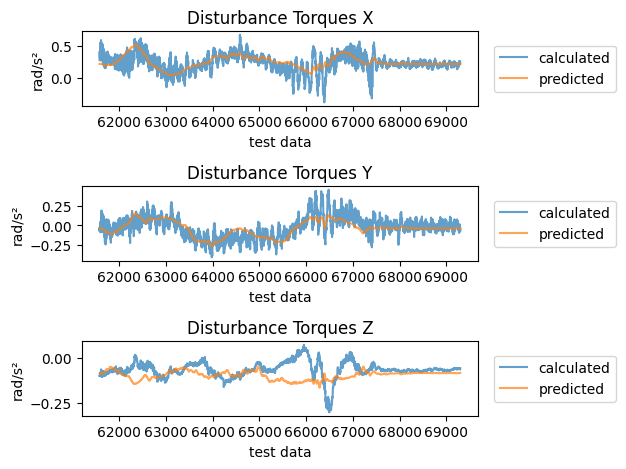 Disturbance Torques X
rad/s²
0.5
0.0
62000 63000 64000 65000 66000 67000 68000 69000
test data
calculated
predicted
Disturbance Torques Y
rad/s²
0.25
0.00
−0.25
62000 63000 64000 65000 66000 67000 68000 69000
test data
calculated
predicted
Disturbance Torques Z
rad/s²
0.00
−0.25
62000 63000 64000 65000 66000 67000 68000 69000
test data
calculated
predicted